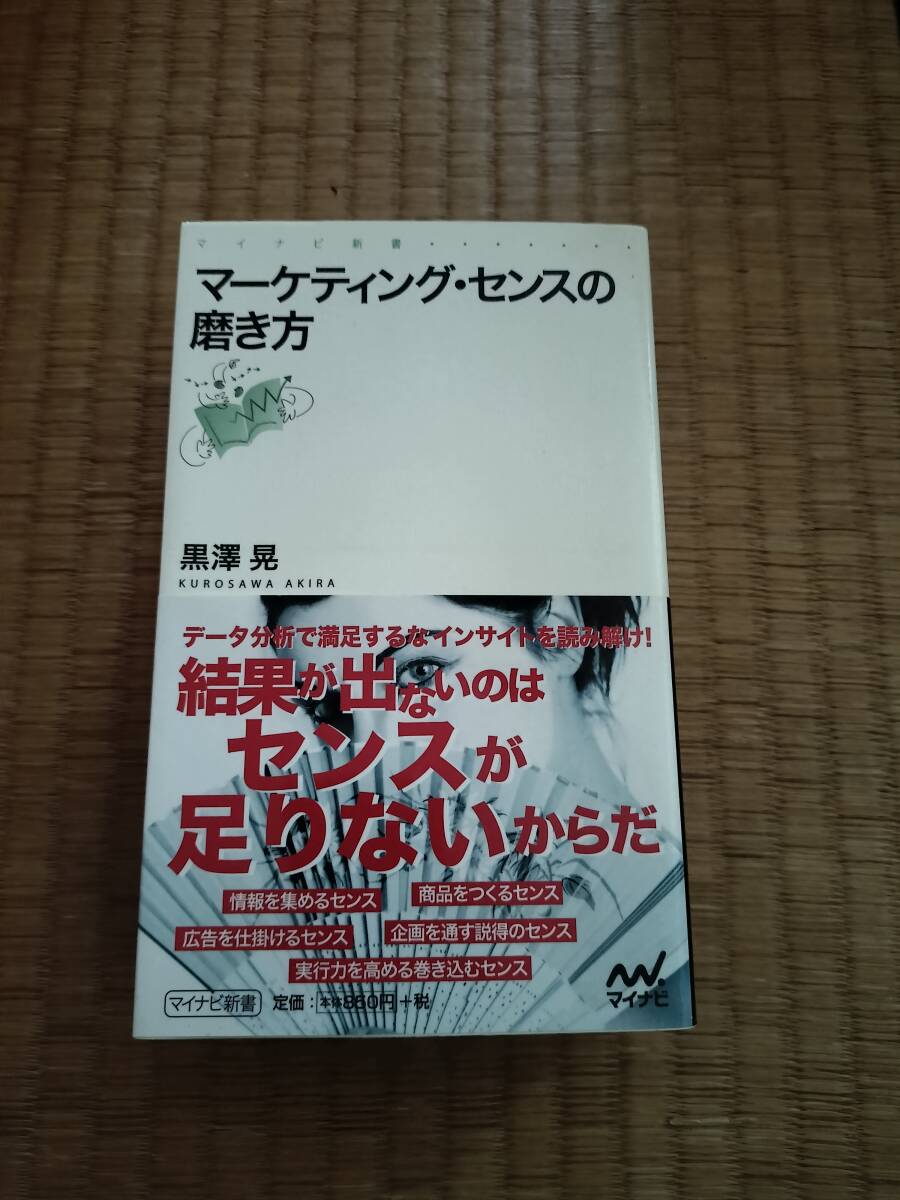 マイナビ新書
マーケティング・センスの
磨き方
黒澤 晃
KUROSAWA AKIRA
データ分析で満足するな インサイトを読み解け！
結果が出ないのは
センスが
足りないからだ
情報を集めるセンス
商品をつくるセンス
広告を仕掛けるセンス
企画を通す説得のセンス
実行力を高める巻き込むセンス
マイナビ新書 定価：本体850円+税
マイナビ